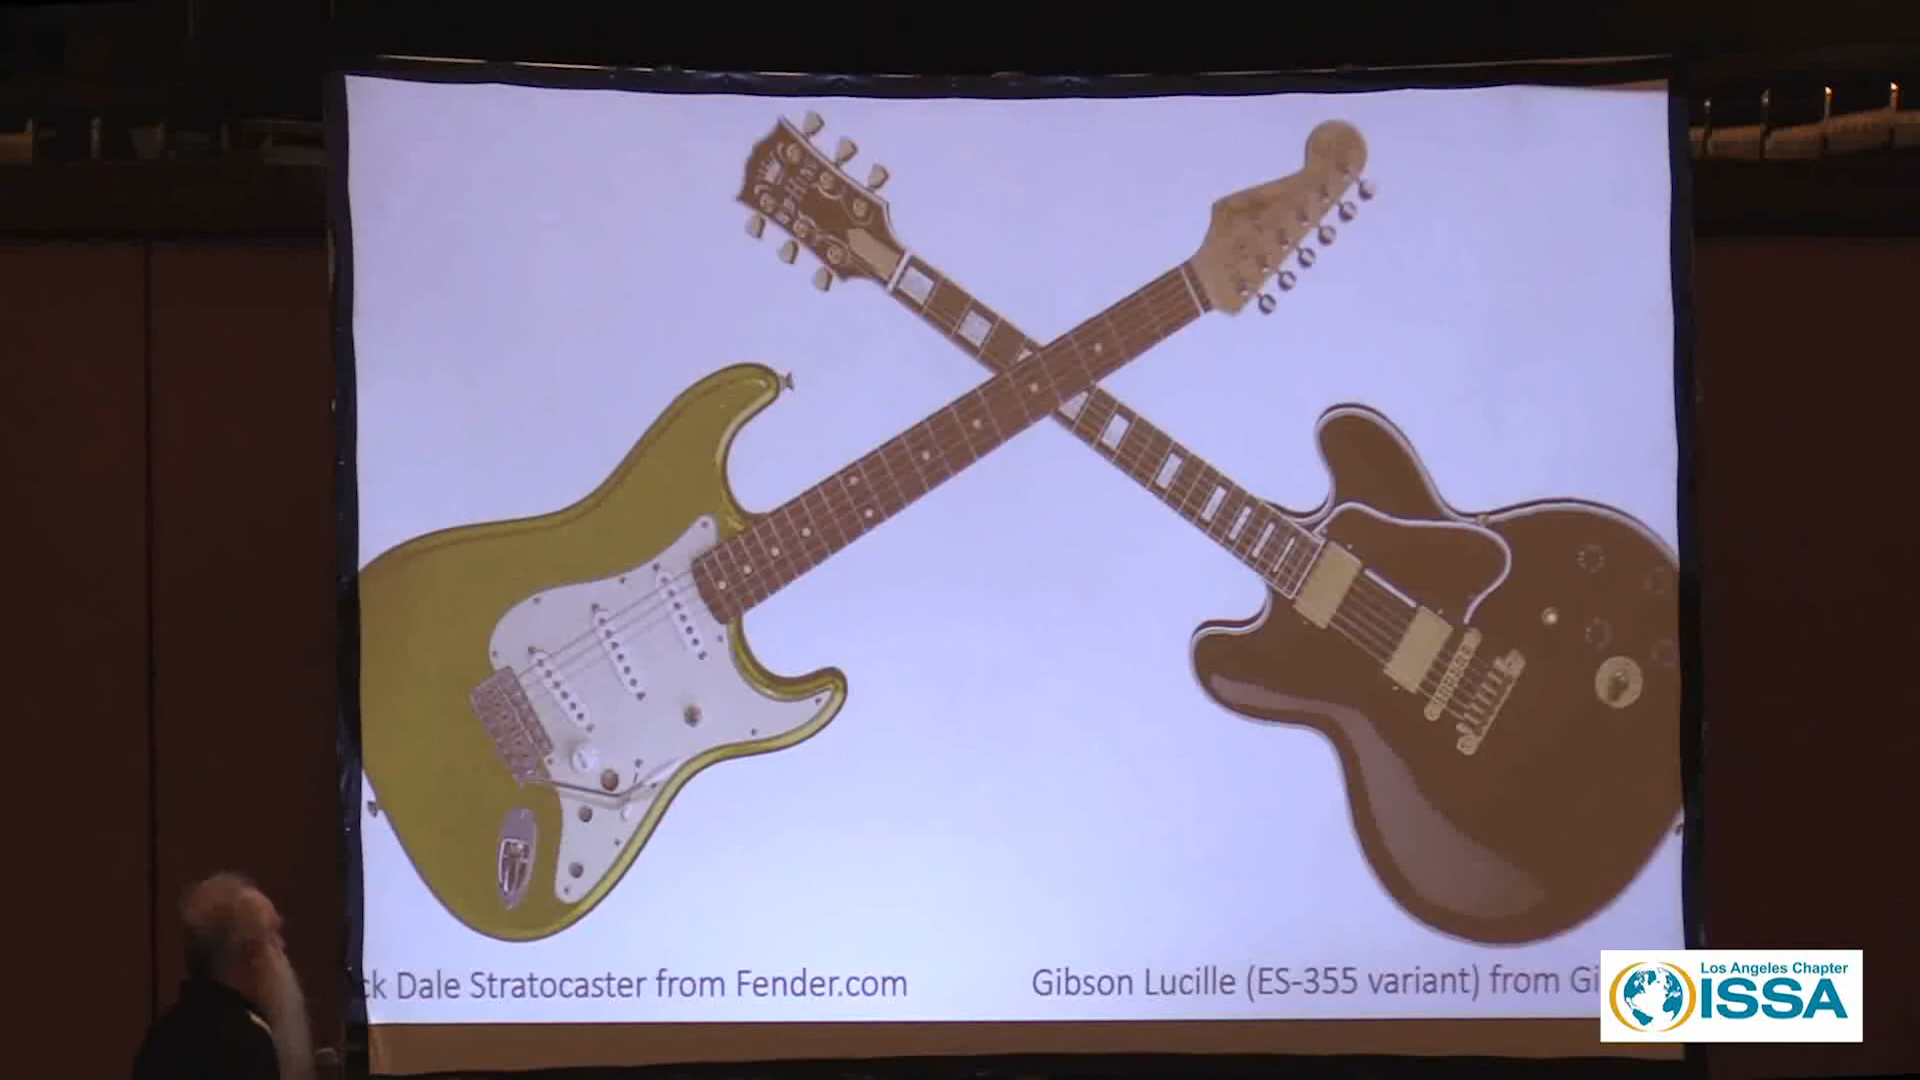 ck Dale Stratocaster from Fender.com
Gibson Lucille (ES-355 variant) from Gi
Los Angeles Chapter
ISSA